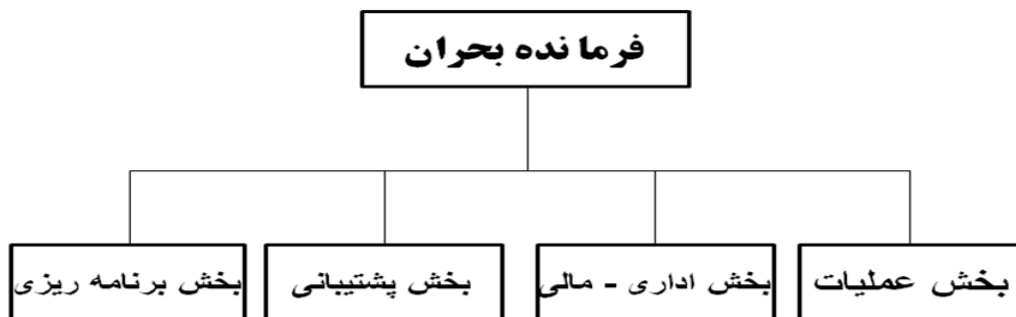 فرمانده بحران
بخش عملیات
بخش اداری - مالی
بخش پشتیبانی
بخش برنامه ریزی